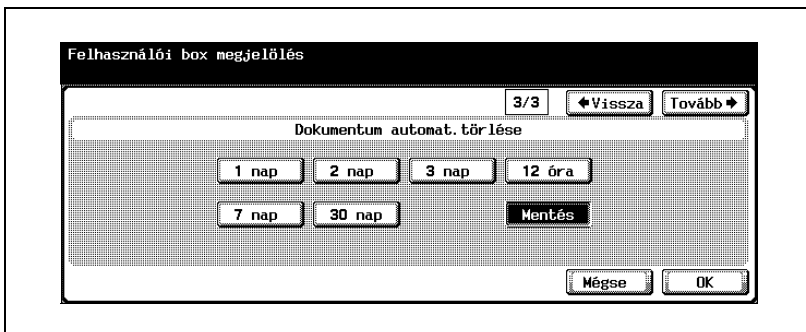 Felhasználói box megjelölés
3/3 🡄Vissza Tovább🡆
Dokumentum automat.törlése
1 nap 2 nap 3 nap 12 óra
7 nap 30 nap Mentés
Mégse OK